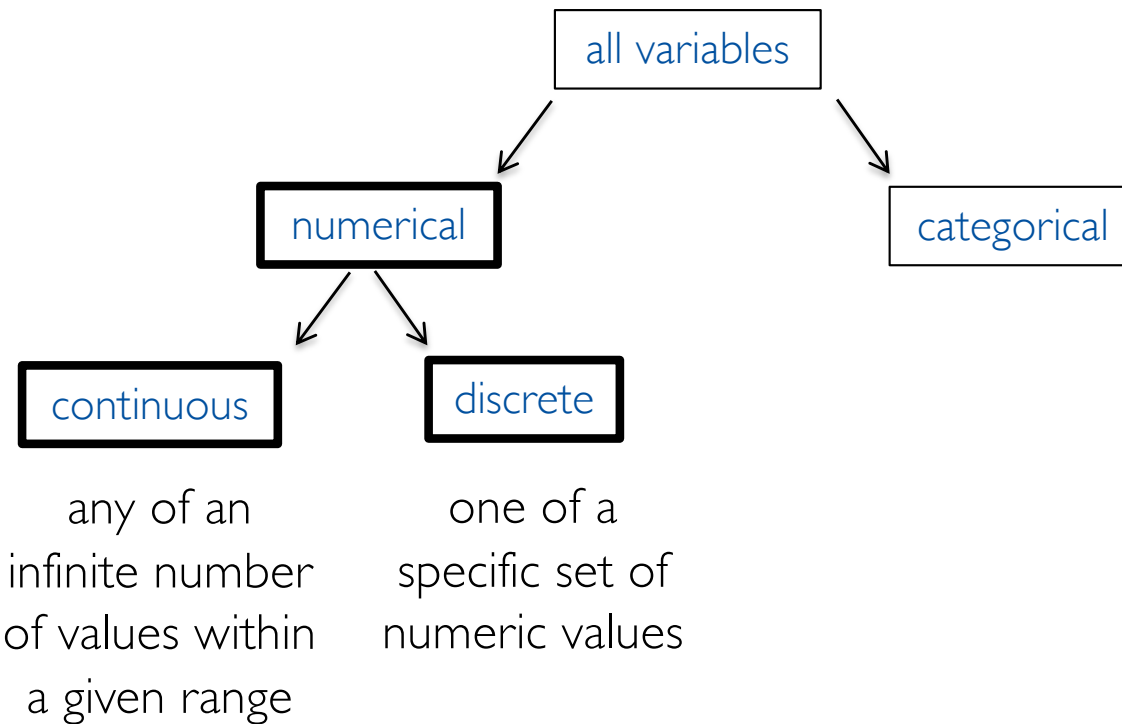 all variables
numerical
categorical
continuous
discrete
any of an
infinite number
of values within
a given range
one of a
specific set of
numeric values